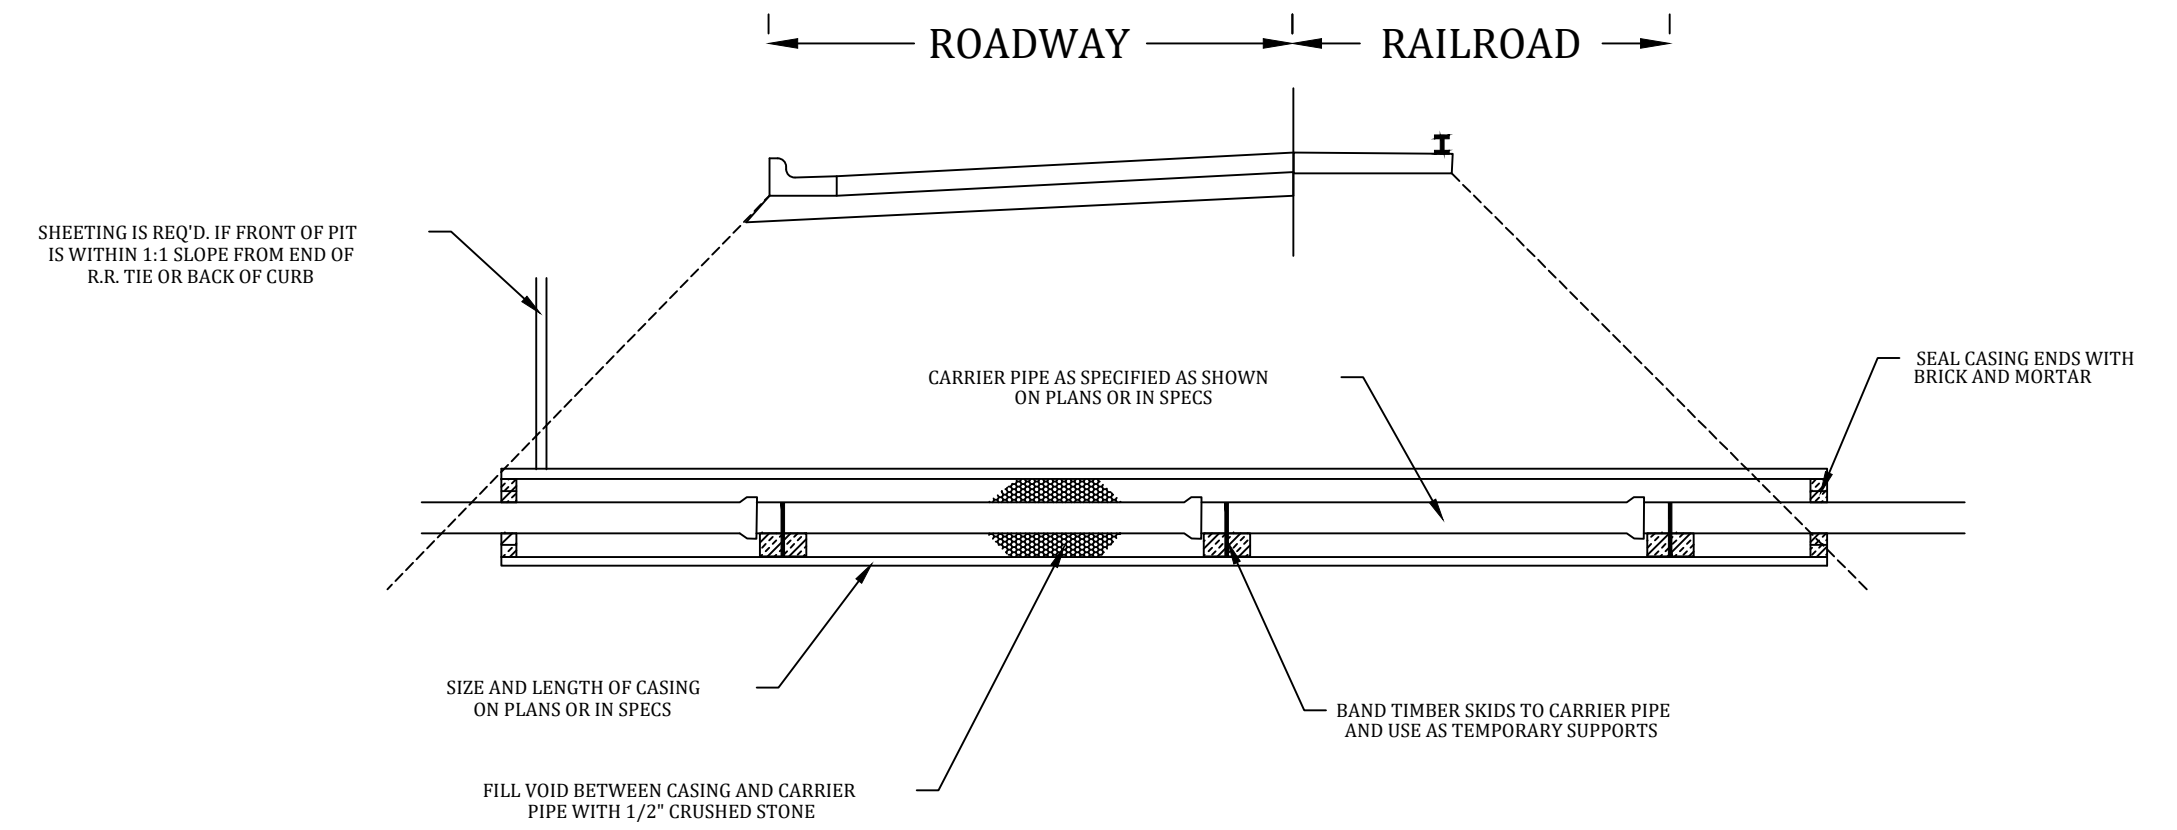 ROADWAY RAILROAD
SHEETING IS REQ'D. IF FRONT OF PIT
IS WITHIN 1:1 SLOPE FROM END OF
R.R. TIE OR BACK OF CURB
CARRIER PIPE AS SPECIFIED AS SHOWN
ON PLANS OR IN SPECS
SEAL CASING ENDS WITH
BRICK AND MORTAR
SIZE AND LENGTH OF CASING
ON PLANS OR IN SPECS
BAND TIMBER SKIDS TO CARRIER PIPE
AND USE AS TEMPORARY SUPPORTS
FILL VOID BETWEEN CASING AND CARRIER
PIPE WITH 1/2" CRUSHED STONE